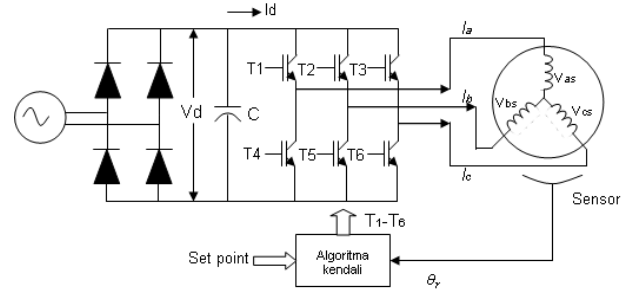 Id
Ia
T1
T2
T3
Vas
Vd
C
Ib
Vbs
Vcs
T4
T5
T6
Ic
Sensor
T1-T6
Set point
Algoritma
kendali
θr